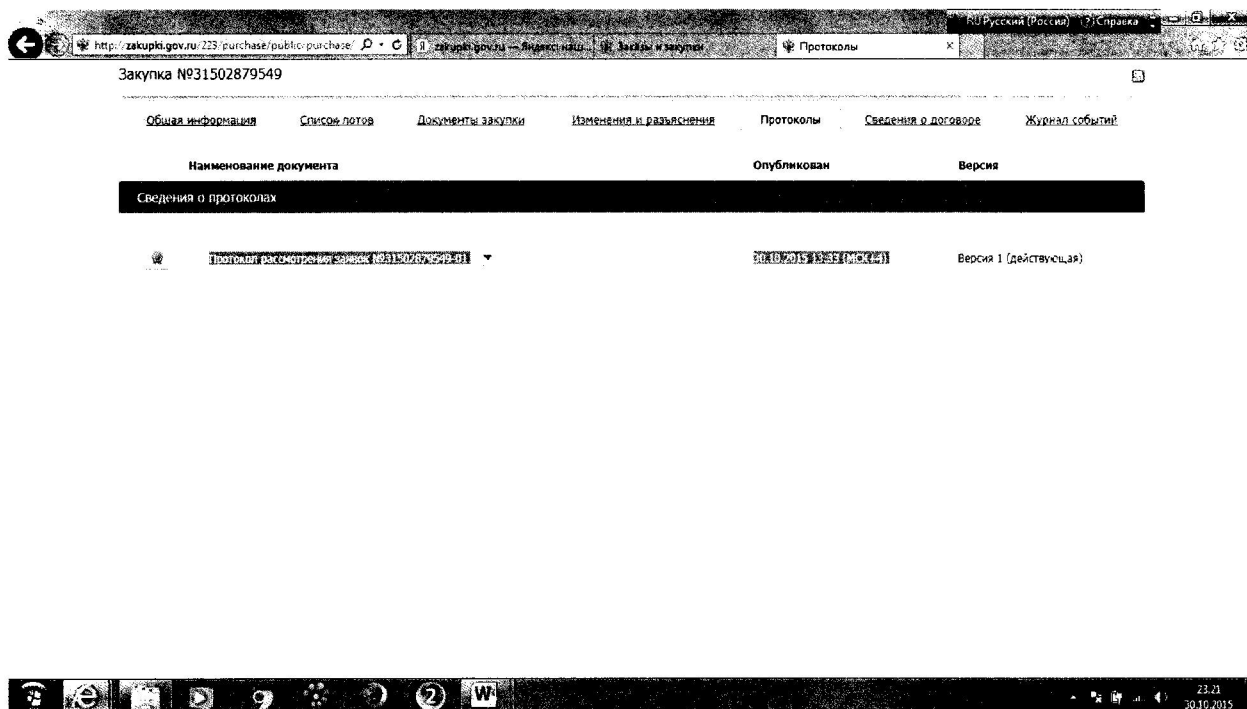 RU Русский (Россия) Справка
http://zakupki.gov.ru/223/purchase/public/purchase/ zakupki.gov.ru — Яндекс: наш... Заказы и закупки Протоколы
Закупка №31502879549
Общая информация Список лотов Документы закупки Изменения и разъяснения Протоколы Сведения о договоре Журнал событий
Наименование документа Опубликован Версия
Сведения о протоколах
Протокол рассмотрения заявок №31502879549-01 30.10.2015 13:33 (МСК+4) Версия 1 (действующая)
23:21
30.10.2015